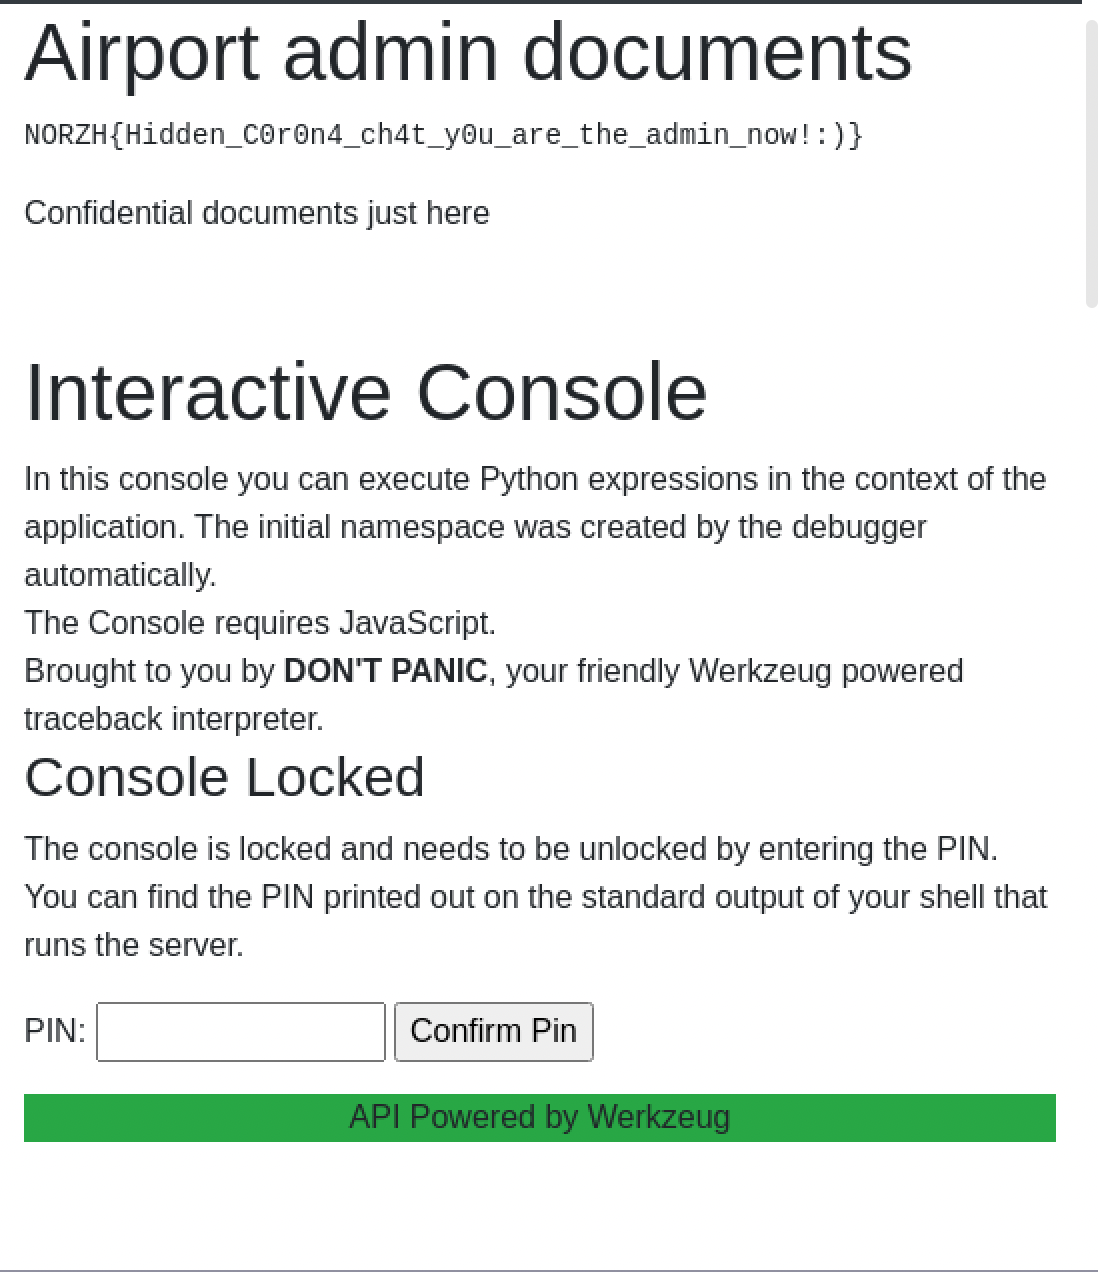 Airport admin documents
NORZH{Hidden_C0r0n4_ch4t_y0u_are_the_admin_now!:)}
Confidential documents just here
Interactive Console
In this console you can execute Python expressions in the context of the
application. The initial namespace was created by the debugger
automatically.
The Console requires JavaScript.
Brought to you by DON'T PANIC, your friendly Werkzeug powered
traceback interpreter.
Console Locked
The console is locked and needs to be unlocked by entering the PIN.
You can find the PIN printed out on the standard output of your shell that
runs the server.
PIN: Confirm Pin
API Powered by Werkzeug